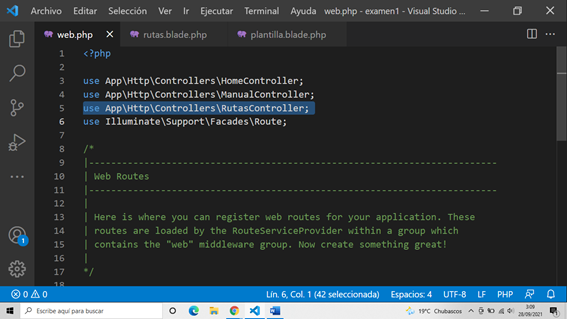 Archivo Editar Selección Ver Ir Ejecutar Terminal Ayuda web.php - examen1 - Visual Studio ...
web.php rutas.blade.php plantilla.blade.php
1 <?php
2
3 use App\Http\Controllers\HomeController;
4 use App\Http\Controllers\ManualController;
5 use App\Http\Controllers\RutasController;
6 use Illuminate\Support\Facades\Route;
7
8 /*
9 |--------------------------------------------------------------------------
10 | Web Routes
11 |--------------------------------------------------------------------------
12 |
13 | Here is where you can register web routes for your application. These
14 | routes are loaded by the RouteServiceProvider within a group which
15 | contains the "web" middleware group. Now create something great!
16 |
17 */
18
1
0 0 Lín. 6, Col. 1 (42 seleccionada) Espacios: 4 UTF-8 LF PHP
Escribe aquí para buscar 19°C Chubascos 3:09
28/09/2021